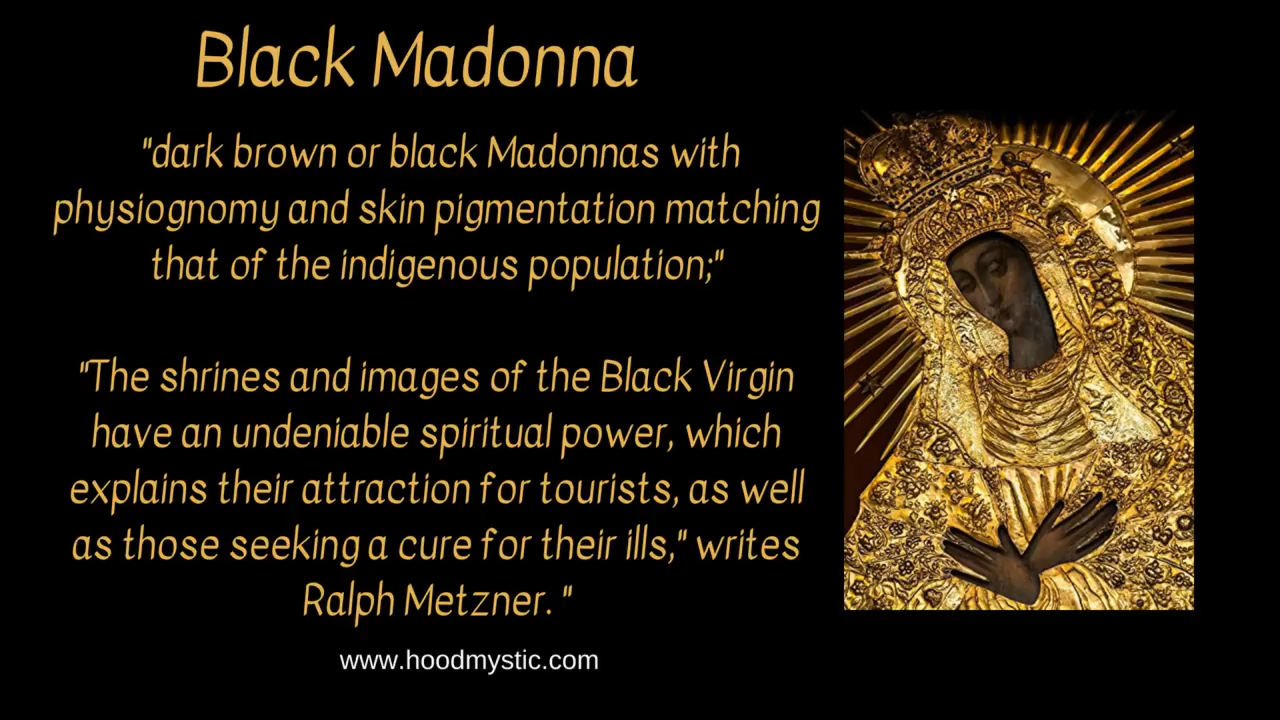 Black Madonna
"dark brown or black Madonnas with
physiognomy and skin pigmentation matching
that of the indigenous population;"
"The shrines and images of the Black Virgin
have an undeniable spiritual power, which
explains their attraction for tourists, as well
as those seeking a cure for their ills," writes
Ralph Metzner. "
www.hoodmystic.com